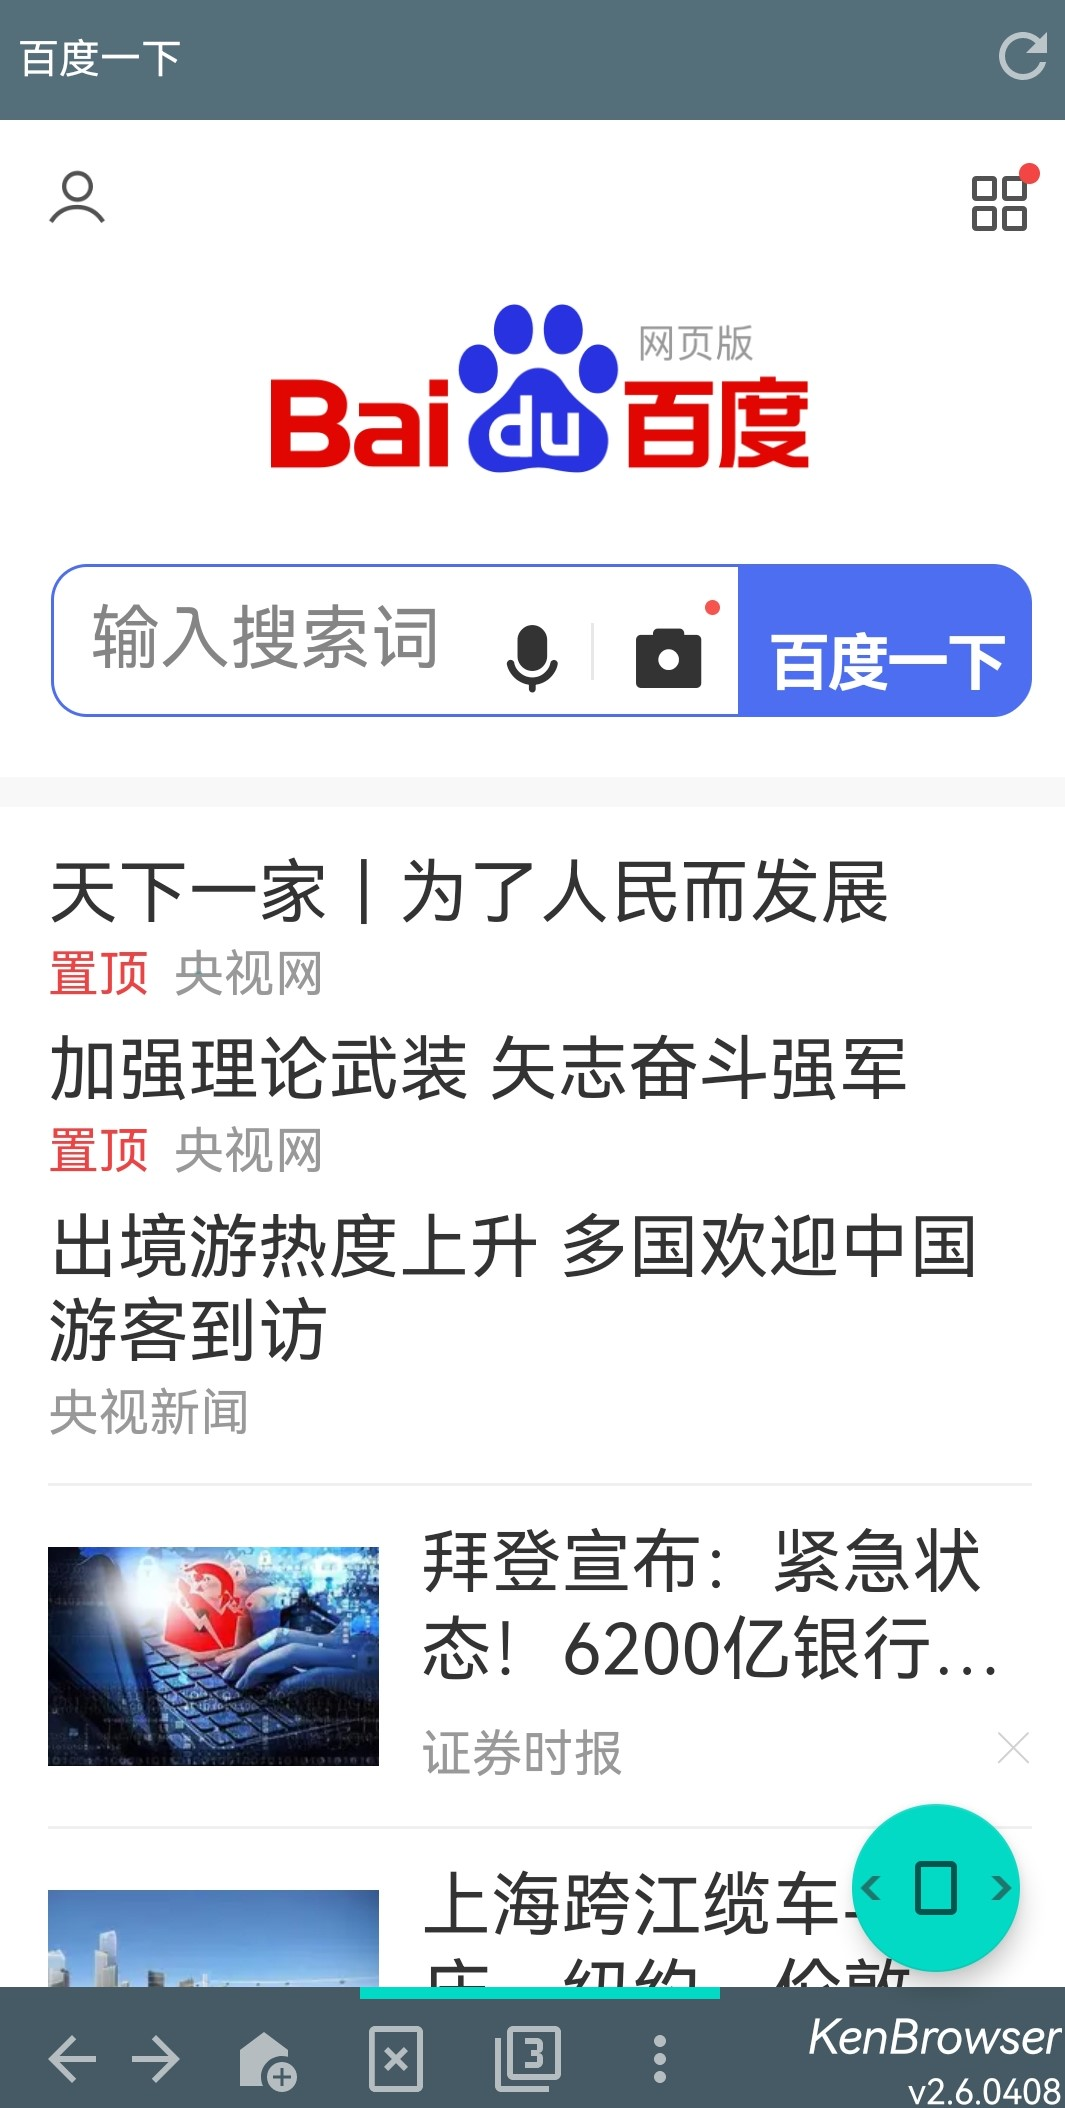 百度一下
网页版
Bai du 百度
输入搜索词
百度一下
天下一家｜为了人民而发展
置顶 央视网
加强理论武装 矢志奋斗强军
置顶 央视网
出境游热度上升 多国欢迎中国
游客到访
央视新闻
拜登宣布：紧急状
态！6200亿银行...
证券时报
上海跨江缆车
纽约 伦敦
3
KenBrowser
v2.6.0408